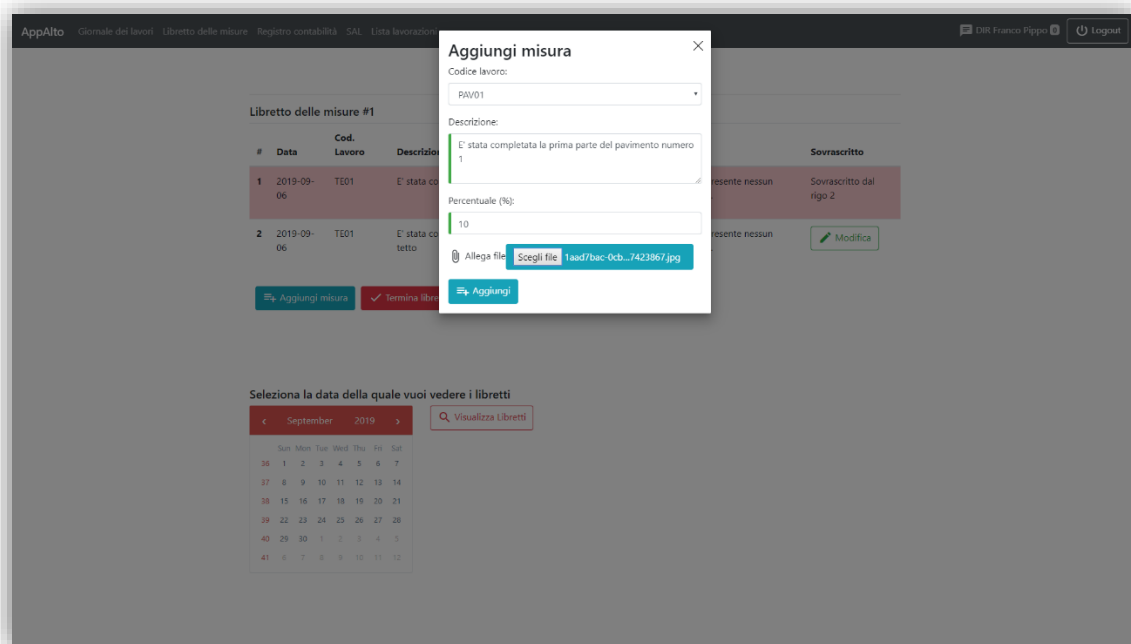 AppAlto Giornale dei lavori Libretto delle misure Registro contabilità SAL Lista lavorazion DIR Franco Pippo 0 Logout
Aggiungi misura
Codice lavoro:
PAV01
Descrizione:
E' stata completata la prima parte del pavimento numero
1
Percentuale (%):
10
Allega file Scegli file 1aad7bac-0cb...7423867.jpg
Aggiungi
Libretto delle misure #1
# Data Cod. Lavoro Descrizion Sovrascritto
1 2019-09-06 TE01 E' stata co resente nessun Sovrascritto dal
rigo 2
2 2019-09-06 TE01 E' stata co resente nessun Modifica
tetto
Aggiungi misura Termina libre
Seleziona la data della quale vuoi vedere i libretti
September 2019 Visualizza Libretti
Sun Mon Tue Wed Thu Fri Sat
36 1 2 3 4 5 6 7
37 8 9 10 11 12 13 14
38 15 16 17 18 19 20 21
39 22 23 24 25 26 27 28
40 29 30 1 2 3 4 5
41 6 7 8 9 10 11 12